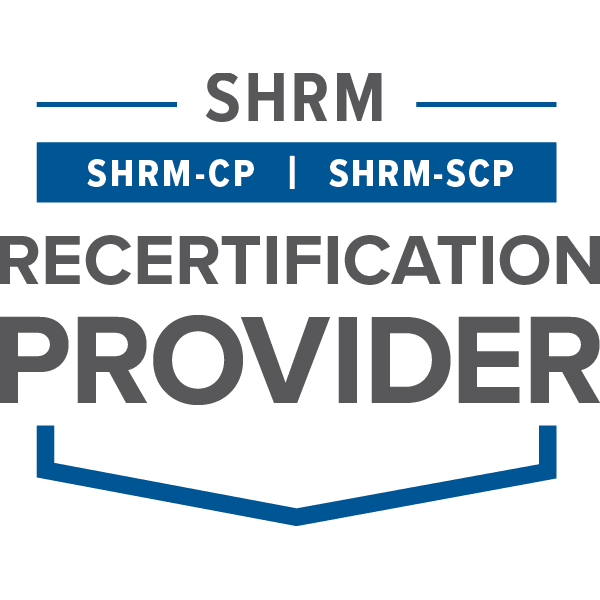 SHRM
SHRM-CP | SHRM-SCP
RECERTIFICATION
PROVIDER